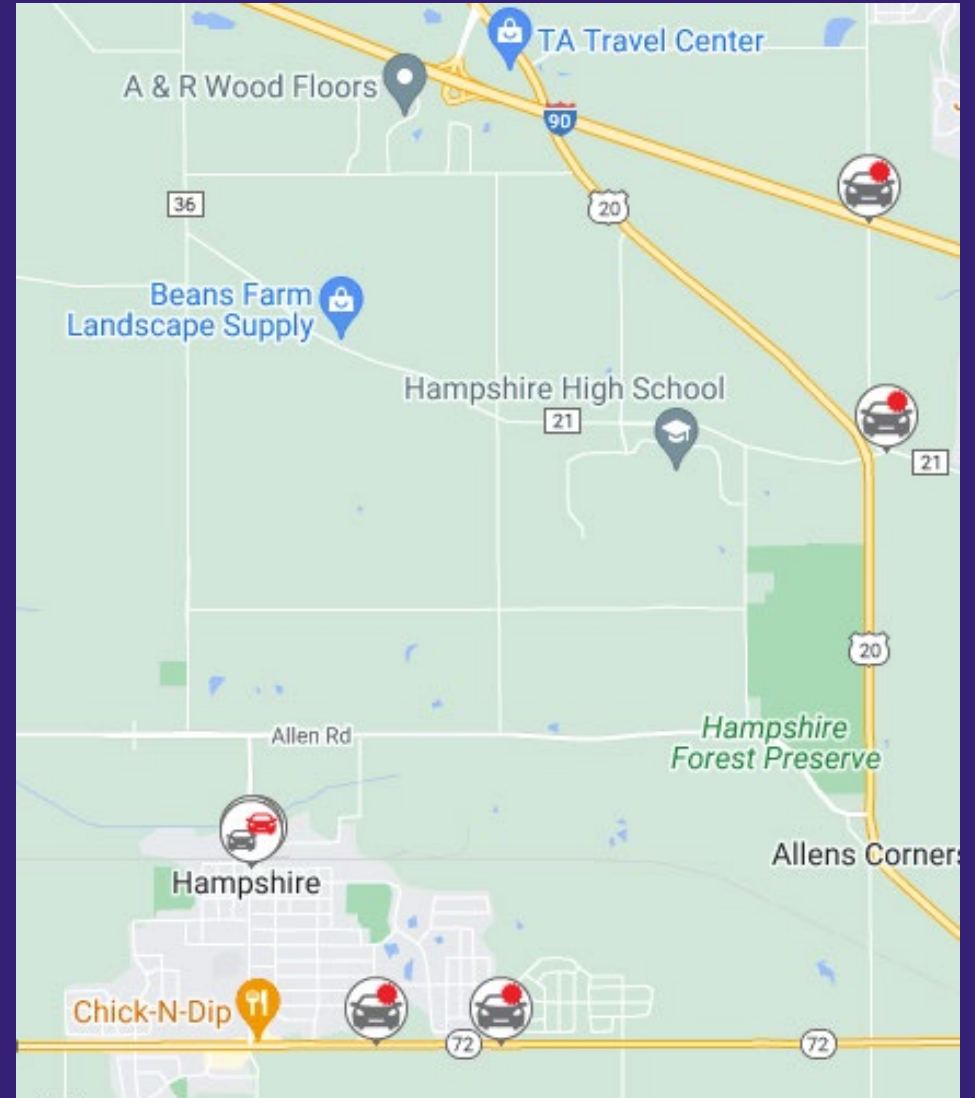 TA Travel Center
A & R Wood Floors
90
36
20
Beans Farm
Landscape Supply
Hampshire High School
21
21
20
Allen Rd
Hampshire
Forest Preserve
Allens Corners
Hampshire
Chick-N-Dip
72
72